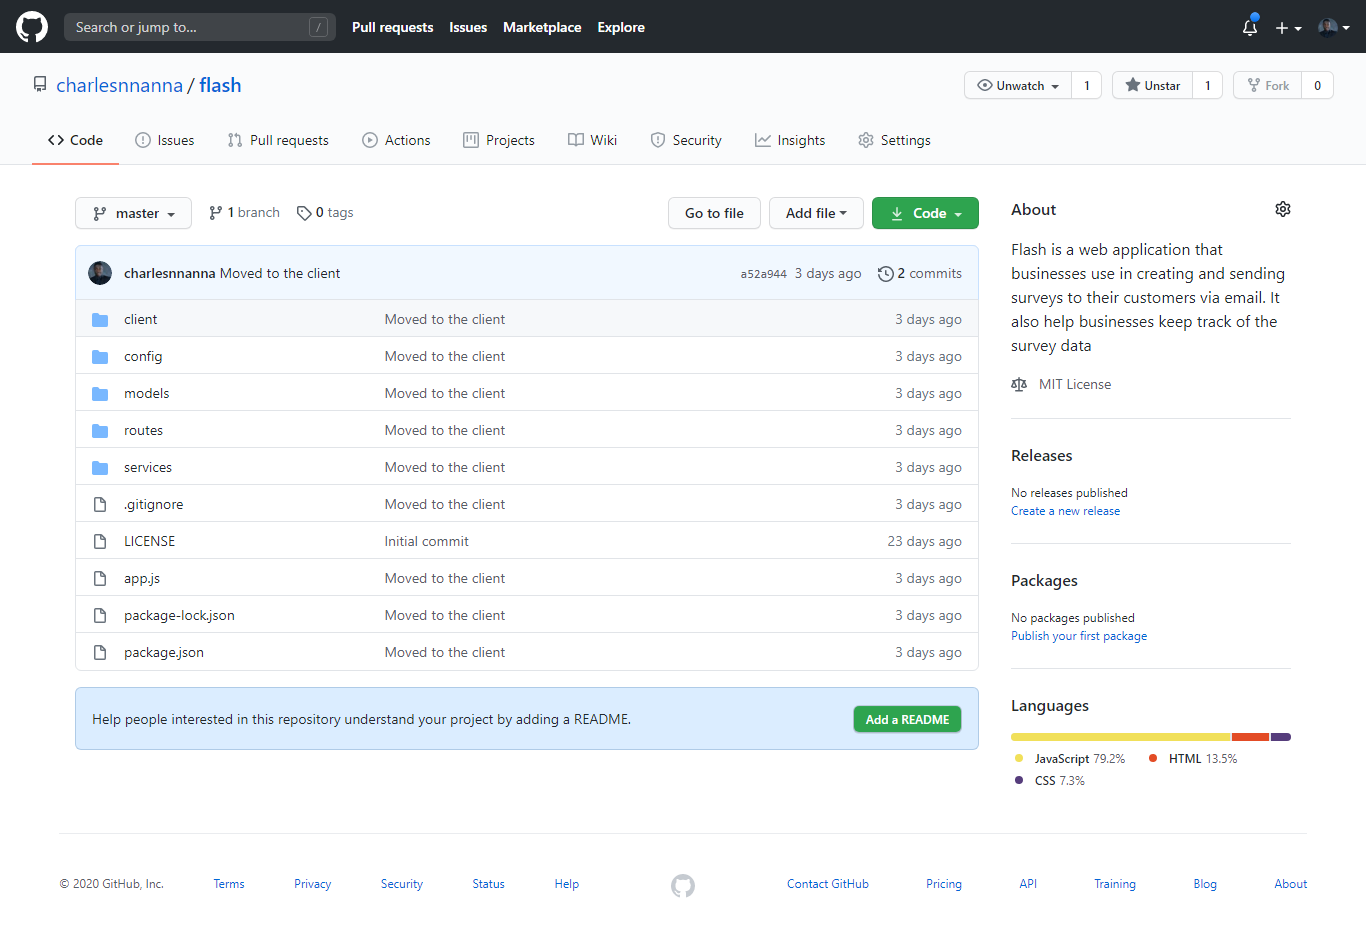 Search or jump to... /
Pull requests Issues Marketplace Explore
charlesnnanna / flash
Unwatch 1 Unstar 1 Fork 0
Code Issues Pull requests Actions Projects Wiki Security Insights Settings
master 1 branch 0 tags Go to file Add file Code
charlesnnanna Moved to the client a52a944 3 days ago 2 commits
client Moved to the client 3 days ago
config Moved to the client 3 days ago
models Moved to the client 3 days ago
routes Moved to the client 3 days ago
services Moved to the client 3 days ago
.gitignore Moved to the client 3 days ago
LICENSE Initial commit 23 days ago
app.js Moved to the client 3 days ago
package-lock.json Moved to the client 3 days ago
package.json Moved to the client 3 days ago
Help people interested in this repository understand your project by adding a README. Add a README
About
Flash is a web application that
businesses use in creating and sending
surveys to their customers via email. It
also help businesses keep track of the
survey data
MIT License
Releases
No releases published
Create a new release
Packages
No packages published
Publish your first package
Languages
JavaScript 79.2% HTML 13.5%
CSS 7.3%
© 2020 GitHub, Inc. Terms Privacy Security Status Help Contact GitHub Pricing API Training Blog About